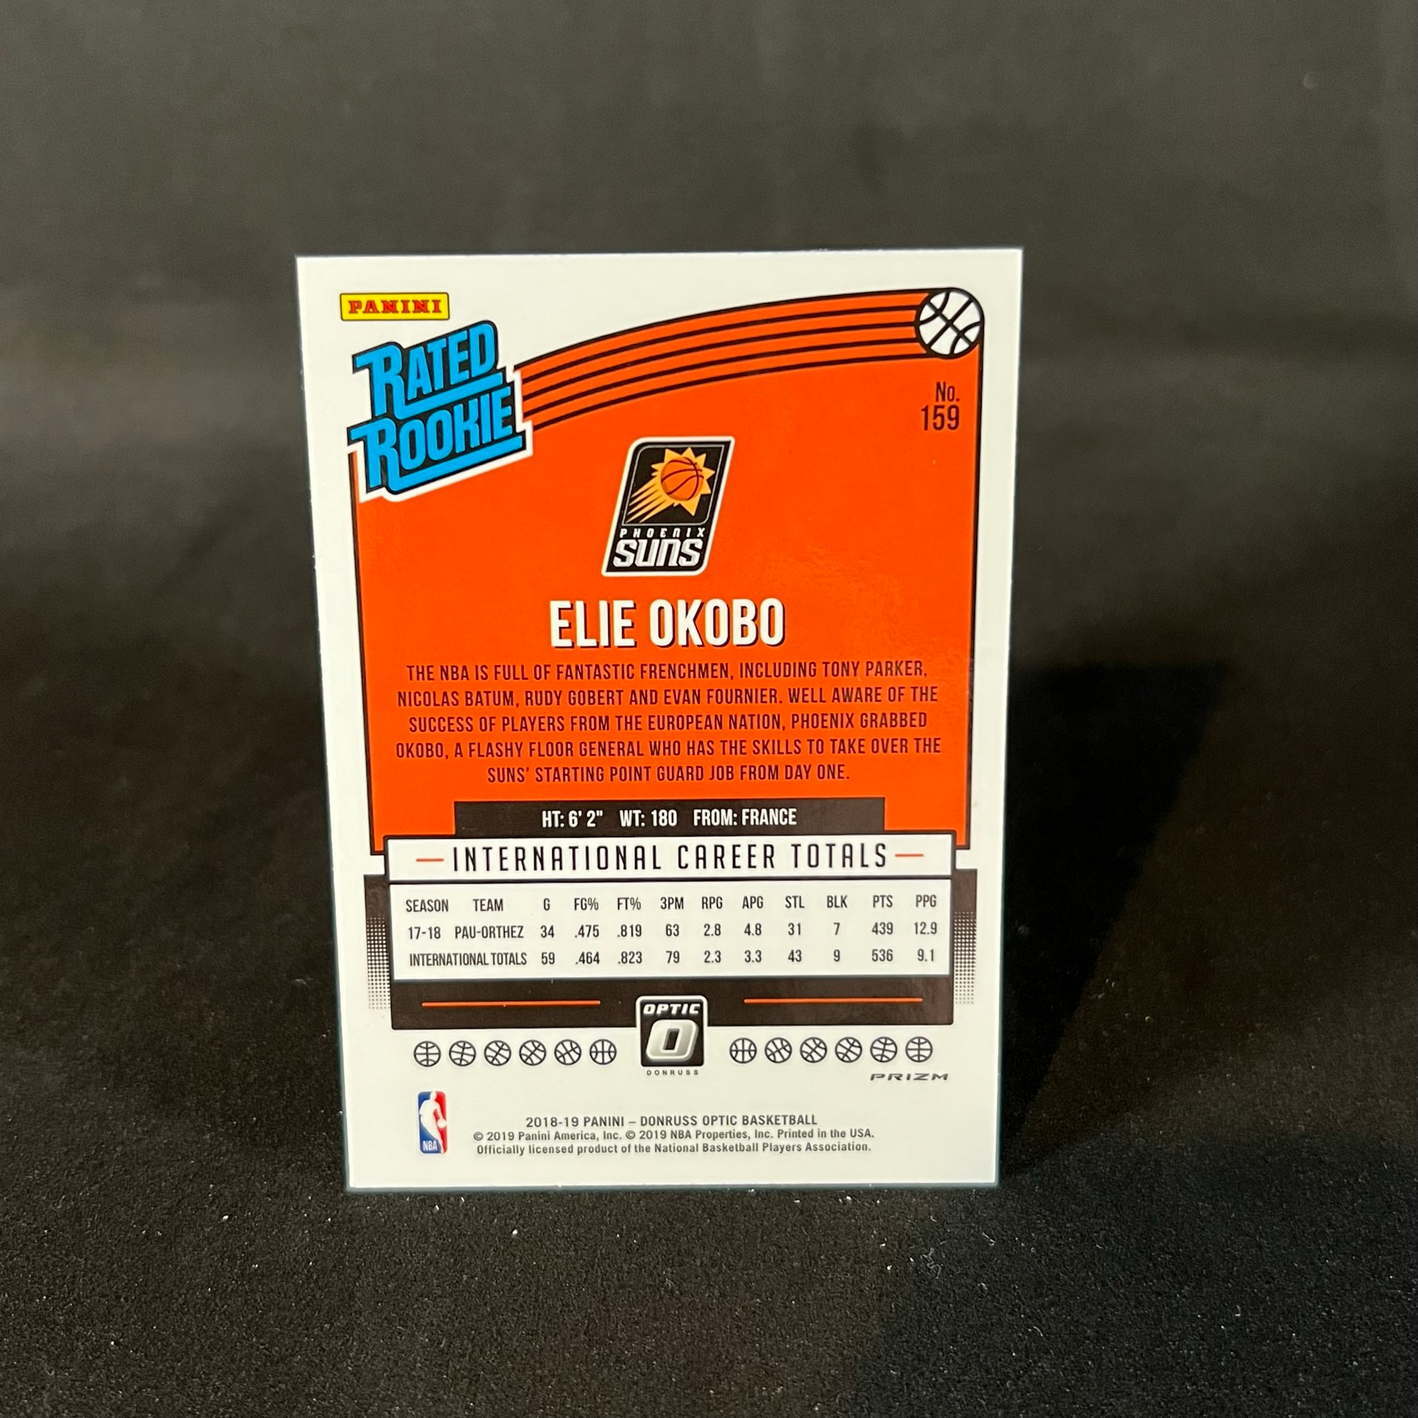 PANINI
RATED
ROOKIE
No.
159
PHOENIX
SUNS
ELIE OKOBO
THE NBA IS FULL OF FANTASTIC FRENCHMEN, INCLUDING TONY PARKER,
NICOLAS BATUM, RUDY GOBERT AND EVAN FOURNIER. WELL AWARE OF THE
SUCCESS OF PLAYERS FROM THE EUROPEAN NATION, PHOENIX GRABBED
OKOBO, A FLASHY FLOOR GENERAL WHO HAS THE SKILLS TO TAKE OVER THE
SUNS' STARTING POINT GUARD JOB FROM DAY ONE.
HT: 6' 2" WT: 180 FROM: FRANCE
INTERNATIONAL CAREER TOTALS
SEASON TEAM G FG% FT% 3PM RPG APG STL BLK PTS PPG
17-18 PAU-ORTHEZ 34 .475 .819 63 2.8 4.8 31 7 439 12.9
INTERNATIONAL TOTALS 59 .464 .823 79 2.3 3.3 43 9 536 9.1
OPTIC
O
DONRUSS
PRIZM
NBA
2018-19 PANINI – DONRUSS OPTIC BASKETBALL
© 2019 Panini America, Inc. © 2019 NBA Properties, Inc. Printed in the USA.
Officially licensed product of the National Basketball Players Association.